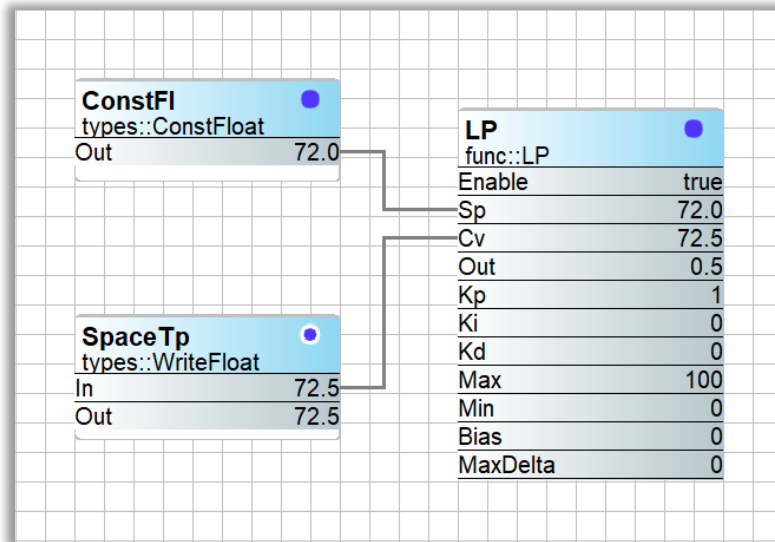 ConstFl
types::ConstFloat
Out 72.0
SpaceTp
types::WriteFloat
In 72.5
Out 72.5
LP
func::LP
Enable true
Sp 72.0
Cv 72.5
Out 0.5
Kp 1
Ki 0
Kd 0
Max 100
Min 0
Bias 0
MaxDelta 0